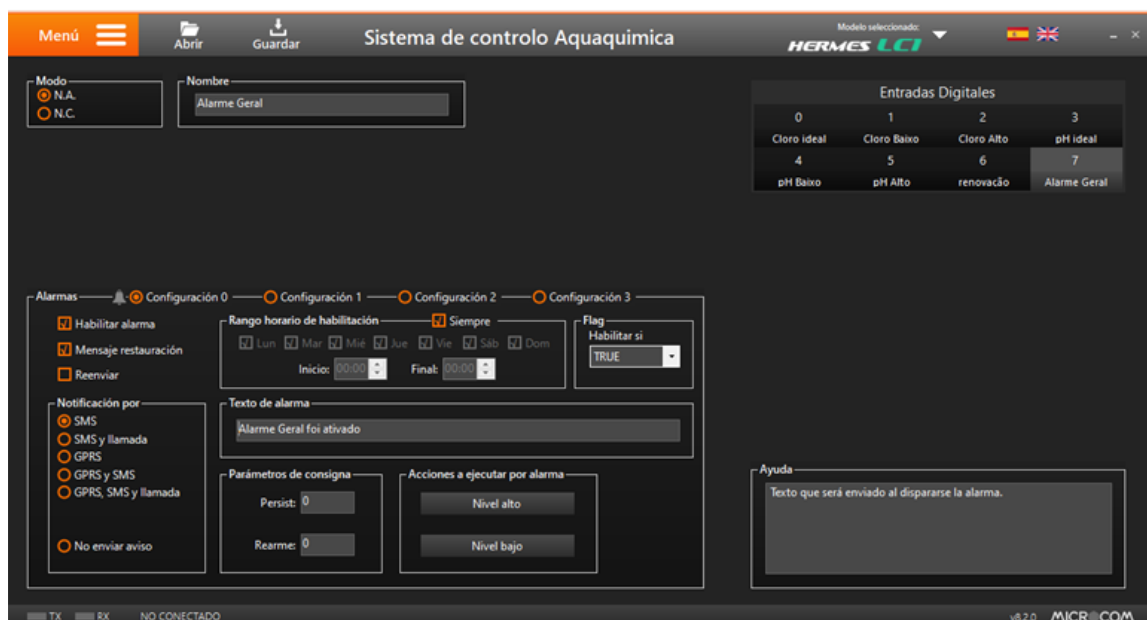 Menú
Abrir
Guardar
Sistema de controlo Aquaquimica
Modelo seleccionado:
HERMES LC1
Modo
N.A.
N.C.
Nombre
Alarme Geral
Entradas Digitales
0 1 2 3
Cloro ideal Cloro Baixo Cloro Alto pH ideal
4 5 6 7
pH Baixo pH Alto renovacão Alarme Geral
Alarmas Configuración 0 Configuración 1 Configuración 2 Configuración 3
Habilitar alarma
Mensaje restauración
Reenviar
Rango horario de habilitación Siempre
Lun Mar Mié Jue Vie Sáb Dom
Inicio: 00:00 Final: 00:00
Flag
Habilitar si
TRUE
Notificación por
SMS
SMS y llamada
GPRS
GPRS y SMS
GPRS, SMS y llamada
No enviar aviso
Texto de alarma
Alarme Geral foi ativado
Parámetros de consigna
Persist: 0
Rearme: 0
Acciones a ejecutar por alarma
Nivel alto
Nivel bajo
Ayuda
Texto que será enviado al dispararse la alarma.
TX RX NO CONECTADO
v8.2.0 MICROCOM